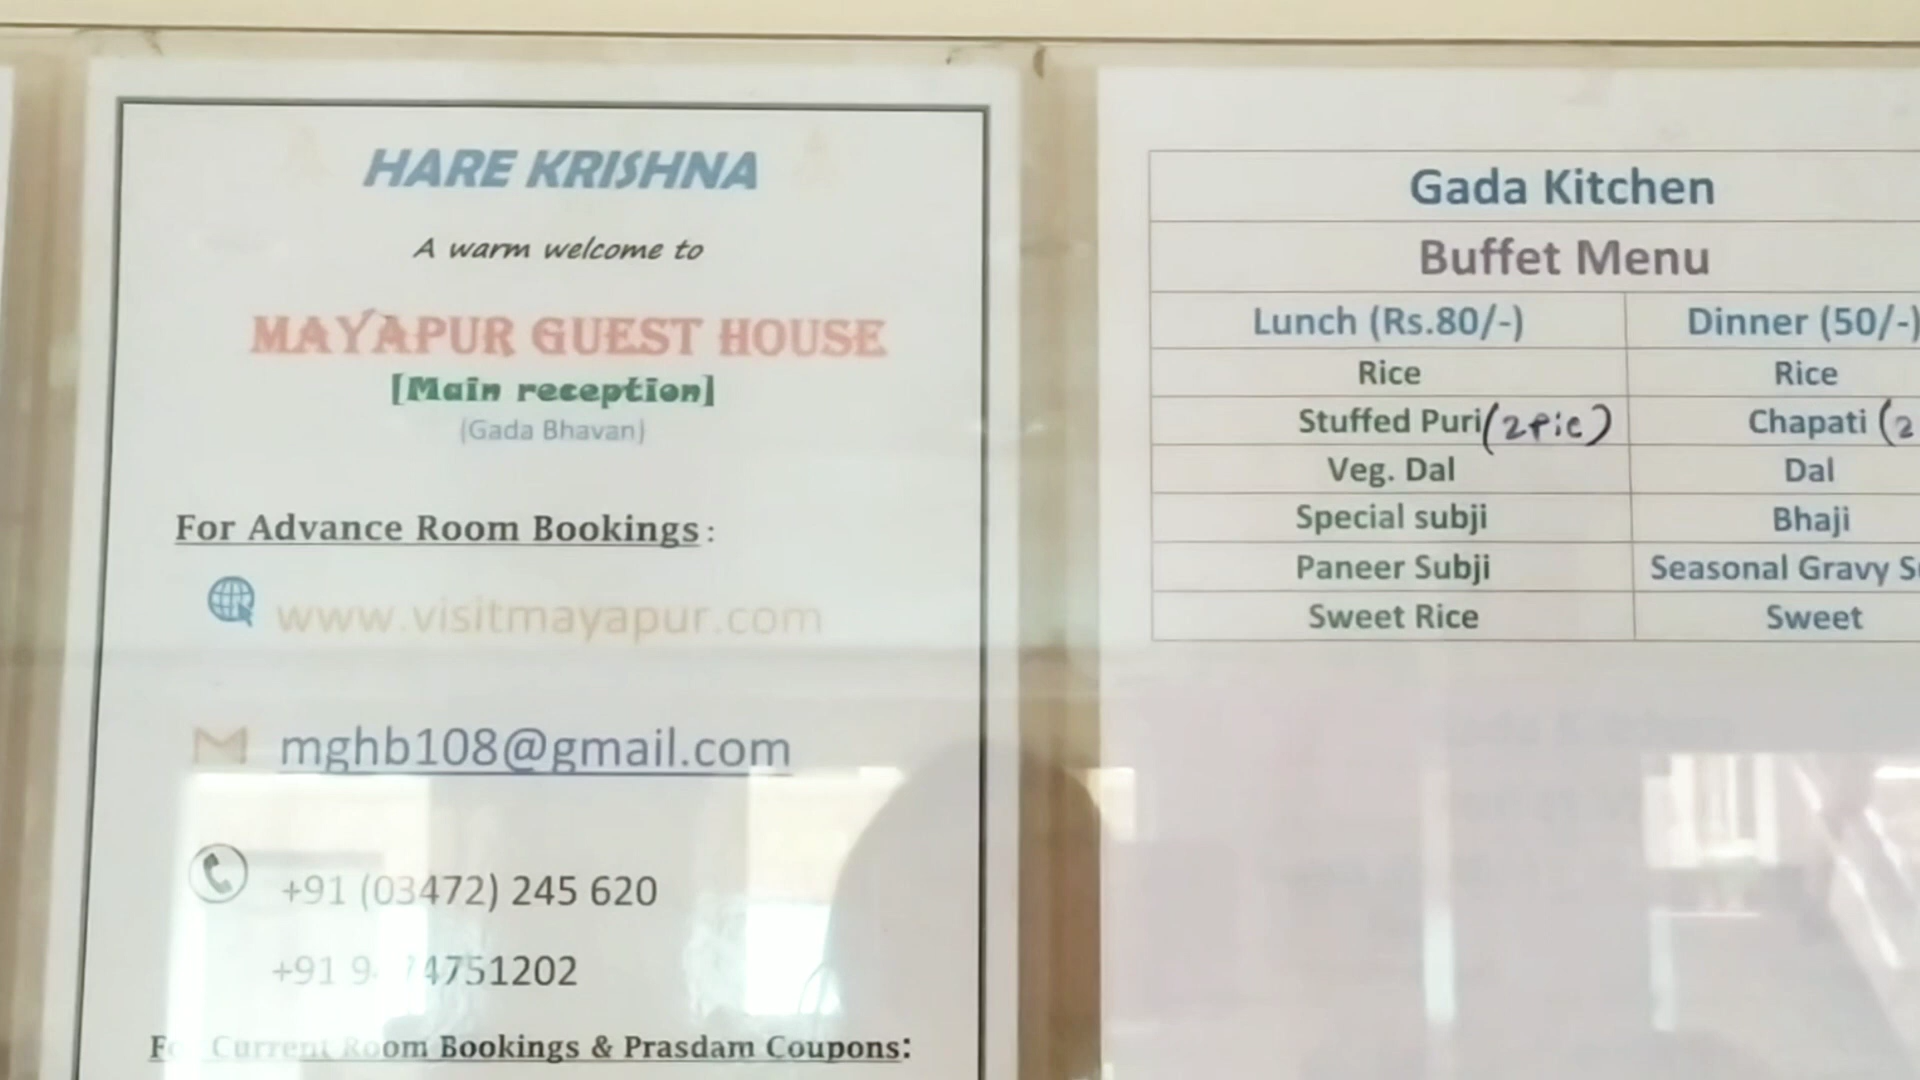 HARE KRISHNA
A warm welcome to
MAYAPUR GUEST HOUSE
[Main reception]
(Gada Bhavan)
For Advance Room Bookings:
www.visitmayapur.com
mghb108@gmail.com
+91 (03472) 245 620
+91 4751202
Current Room Bookings & Prasdam Coupons:
Gada Kitchen
Buffet Menu
Lunch (Rs.80/-) Dinner (50/-)
Rice Rice
Stuffed Puri (2Pic) Chapati (2
Veg. Dal Dal
Special subji Bhaji
Paneer Subji Seasonal Gravy
Sweet Rice Sweet